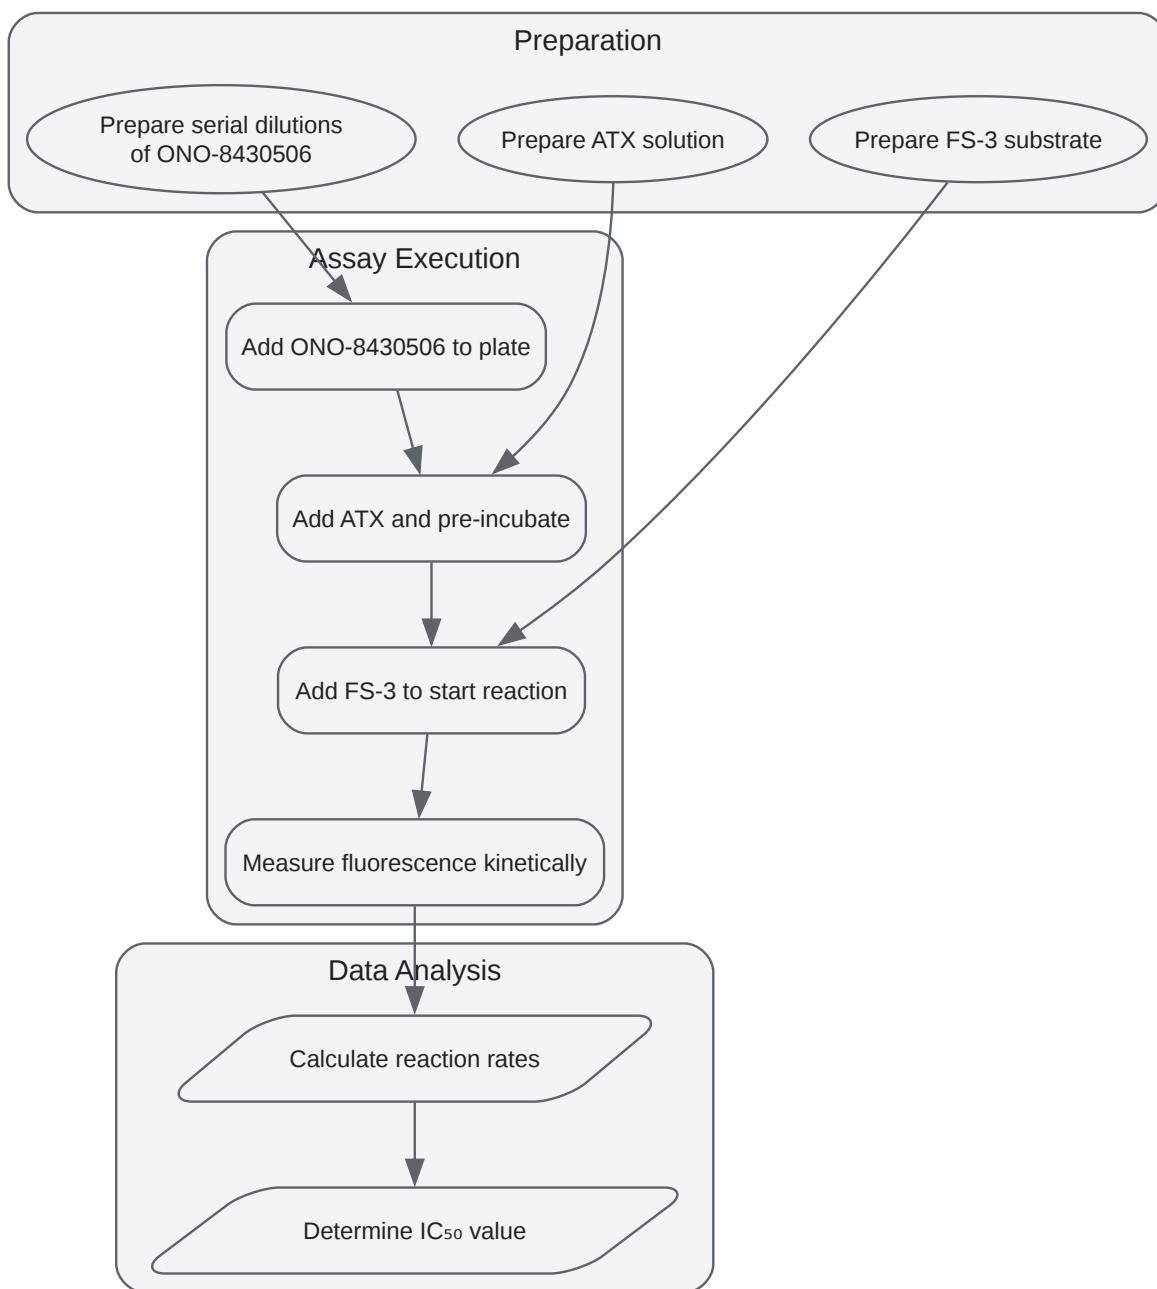 Preparation
Prepare serial dilutions
of ONO-8430506
Prepare ATX solution
Prepare FS-3 substrate
Assay Execution
Add ONO-8430506 to plate
Add ATX and pre-incubate
Add FS-3 to start reaction
Measure fluorescence kinetically
Data Analysis
Calculate reaction rates
Determine IC₅₀ value